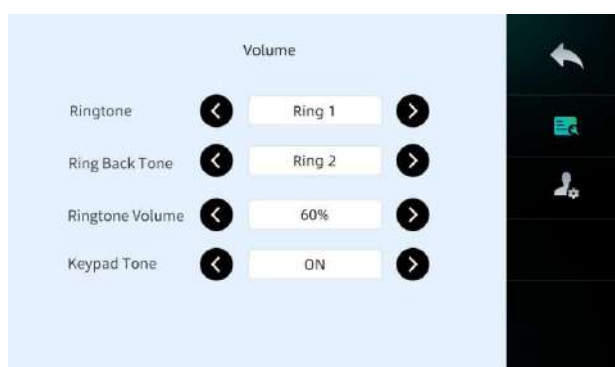 Volume
Ringtone Ring 1
Ring Back Tone Ring 2
Ringtone Volume 60%
Keypad Tone ON